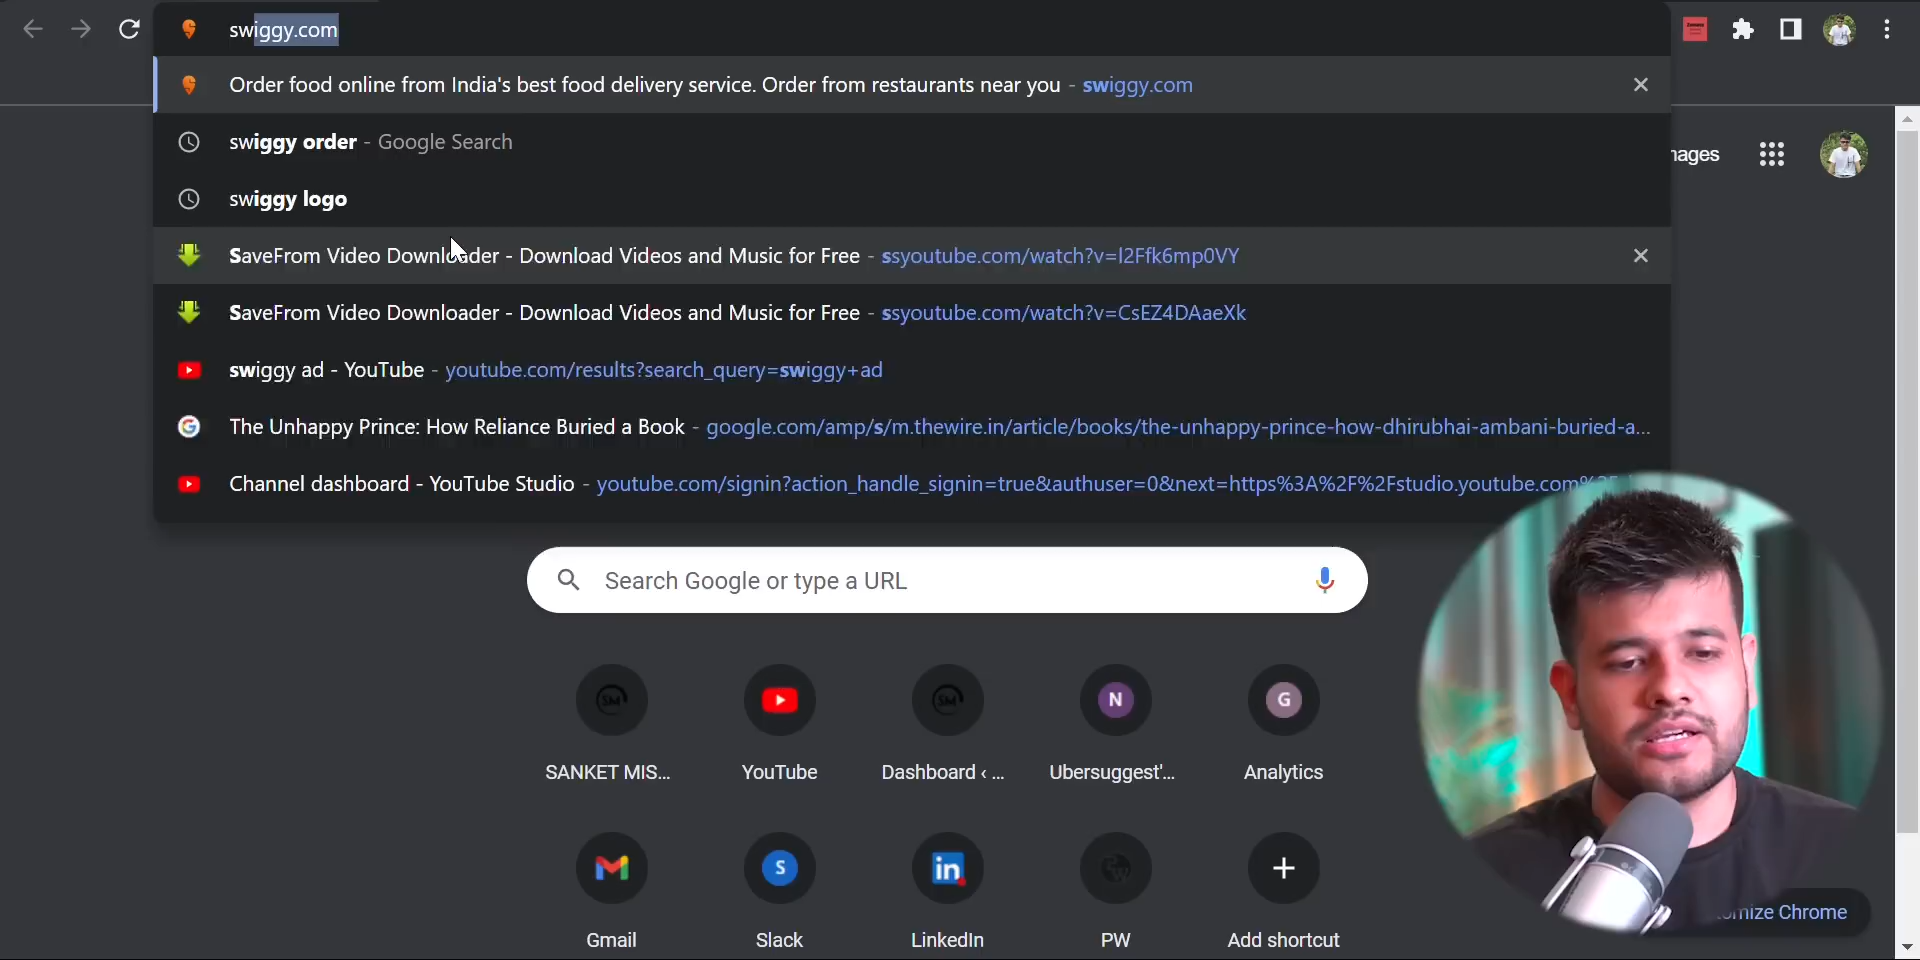 swiggy.com
Order food online from India's best food delivery service. Order from restaurants near you - swiggy.com
swiggy order - Google Search
swiggy logo
SaveFrom Video Downloader - Download Videos and Music for Free - ssyoutube.com/watch?v=l2Ffk6mp0VY
SaveFrom Video Downloader - Download Videos and Music for Free - ssyoutube.com/watch?v=CsEZ4DAaeXk
swiggy ad - YouTube - youtube.com/results?search_query=swiggy+ad
The Unhappy Prince: How Reliance Buried a Book - google.com/amp/s/m.thewire.in/article/books/the-unhappy-prince-how-dhirubhai-ambani-buried-a...
Channel dashboard - YouTube Studio - youtube.com/signin?action_handle_signin=true&authuser=0&next=https%3A%2F%2Fstudio.youtube.com%2F
mages
Search Google or type a URL
N
G
SANKET MIS...
YouTube
Dashboard ‹ ...
Ubersuggest'...
Analytics
S
in
Gmail
Slack
LinkedIn
PW
Add shortcut
omize Chrome